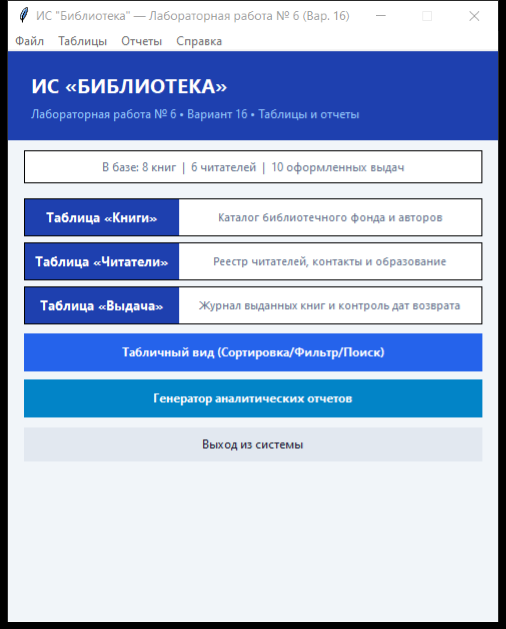 ИС "Библиотека" — Лабораторная работа № 6 (Вар. 16)
Файл Таблицы Отчеты Справка
ИС «БИБЛИОТЕКА»
Лабораторная работа № 6 • Вариант 16 • Таблицы и отчеты
В базе: 8 книг | 6 читателей | 10 оформленных выдач
Таблица «Книги» Каталог библиотечного фонда и авторов
Таблица «Читатели» Реестр читателей, контакты и образование
Таблица «Выдача» Журнал выданных книг и контроль дат возврата
Табличный вид (Сортировка/Фильтр/Поиск)
Генератор аналитических отчетов
Выход из системы